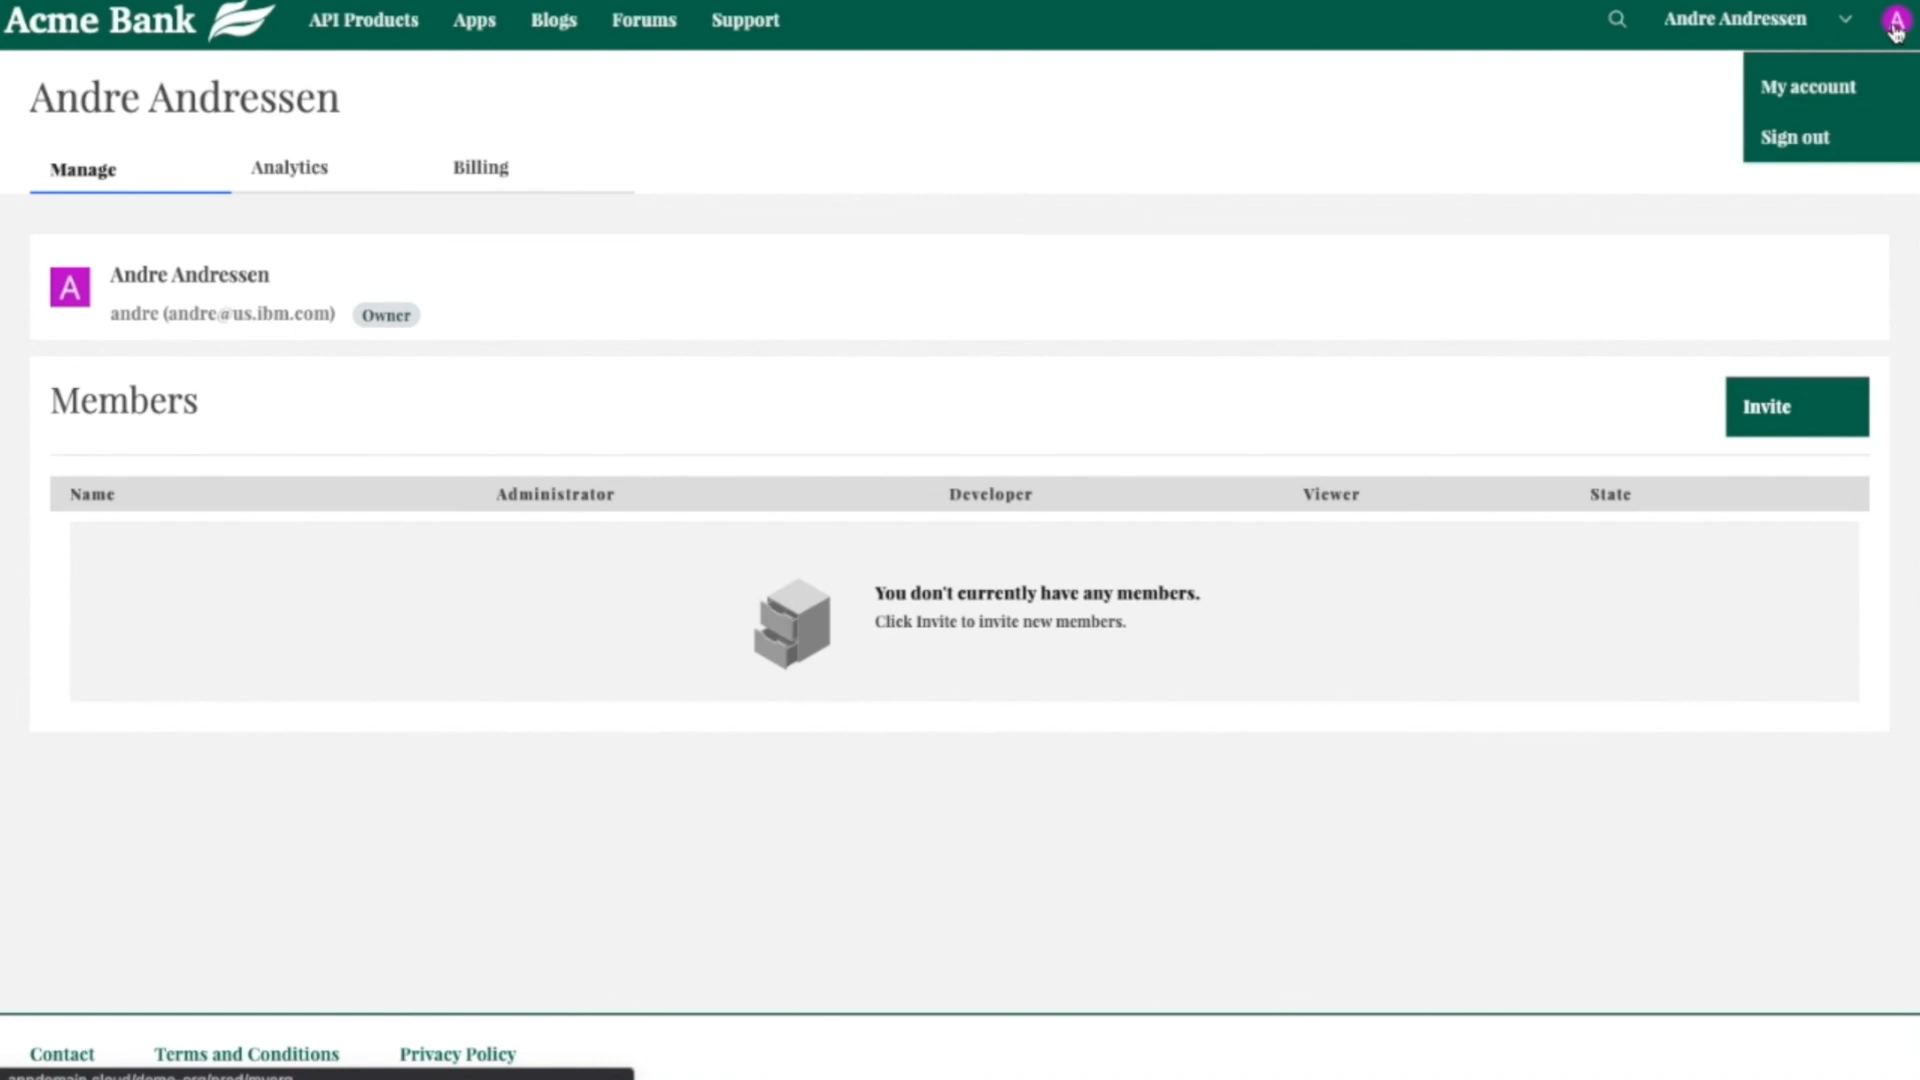 Acme Bank API Products Apps Blogs Forums Support Andre Andressen A
My account
Sign out
Andre Andressen
Manage Analytics Billing
A
Andre Andressen
andre (andre@us.ibm.com) Owner
Members
Invite
Name Administrator Developer Viewer State
You don't currently have any members.
Click Invite to invite new members.
Contact Terms and Conditions Privacy Policy